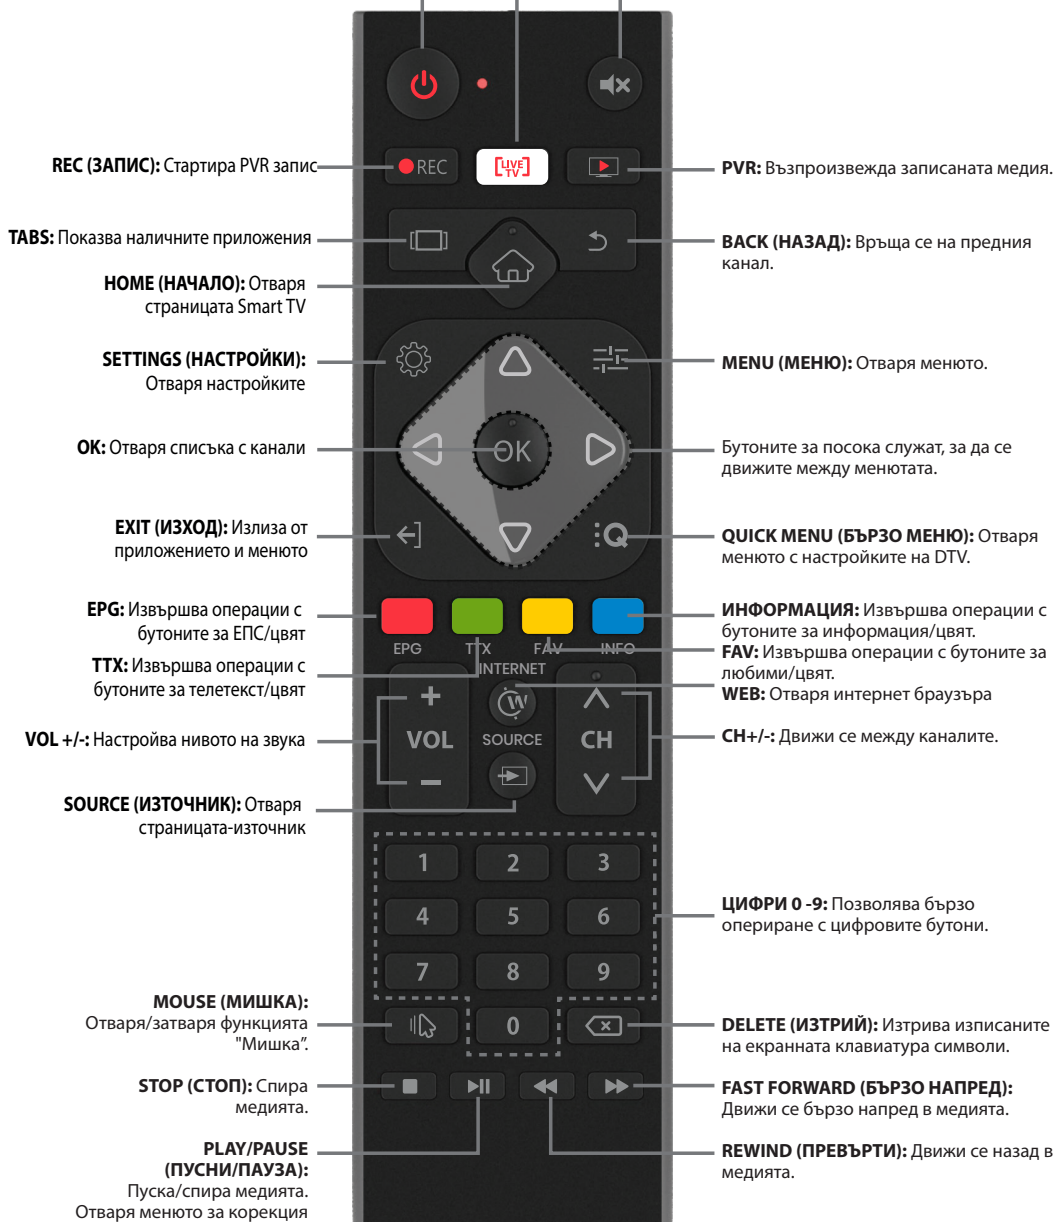 REC (ЗАПИС): Стартира PVR запис
TABS: Показва наличните приложения
HOME (НАЧАЛО): Отваря
страницата Smart TV
SETTINGS (НАСТРОЙКИ):
Отваря настройките
OK: Отваря списъка с канали
EXIT (ИЗХОД): Излиза от
приложението и менюто
EPG: Извършва операции с
бутоните за ЕПС/цвят
TTX: Извършва операции с
бутоните за телетекст/цвят
VOL +/-: Настройва нивото на звука
SOURCE (ИЗТОЧНИК): Отваря
страницата-източник
MOUSE (МИШКА):
Отваря/затваря функцията
"Мишка”.
STOP (СТОП): Спира
медията.
PLAY/PAUSE
(ПУСНИ/ПАУЗА):
Пуска/спира медията.
Отваря менюто за корекция
REC
LIVE
TV
OK
Q
EPG
TTX
FAV
INFO
INTERNET
W
+
VOL
−
SOURCE
CH
1
2
3
4
5
6
7
8
9
0
PVR: Възпроизвежда записаната медия.
BACK (НАЗАД): Връща се на предния
канал.
MENU (МЕНЮ): Отваря менюто.
Бутоните за посока служат, за да се
движите между менютата.
QUICK MENU (БЪРЗО МЕНЮ): Отваря
менюто с настройките на DTV.
ИНФОРМАЦИЯ: Извършва операции с
бутоните за информация/цвят.
FAV: Извършва операции с бутоните за
любими/цвят.
WEB: Отваря интернет браузъра
CH+/-: Движи се между каналите.
ЦИФРИ 0 -9: Позволява бързо
опериране с цифровите бутони.
DELETE (ИЗТРИЙ): Изтрива изписаните
на екранната клавиатура символи.
FAST FORWARD (БЪРЗО НАПРЕД):
Движи се бързо напред в медията.
REWIND (ПРЕВЪРТИ): Движи се назад в
медията.